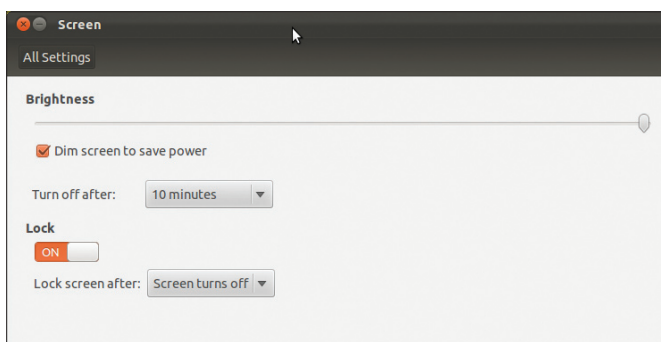 Screen
All Settings
Brightness
Dim screen to save power
Turn off after: 10 minutes
Lock
ON
Lock screen after: Screen turns off